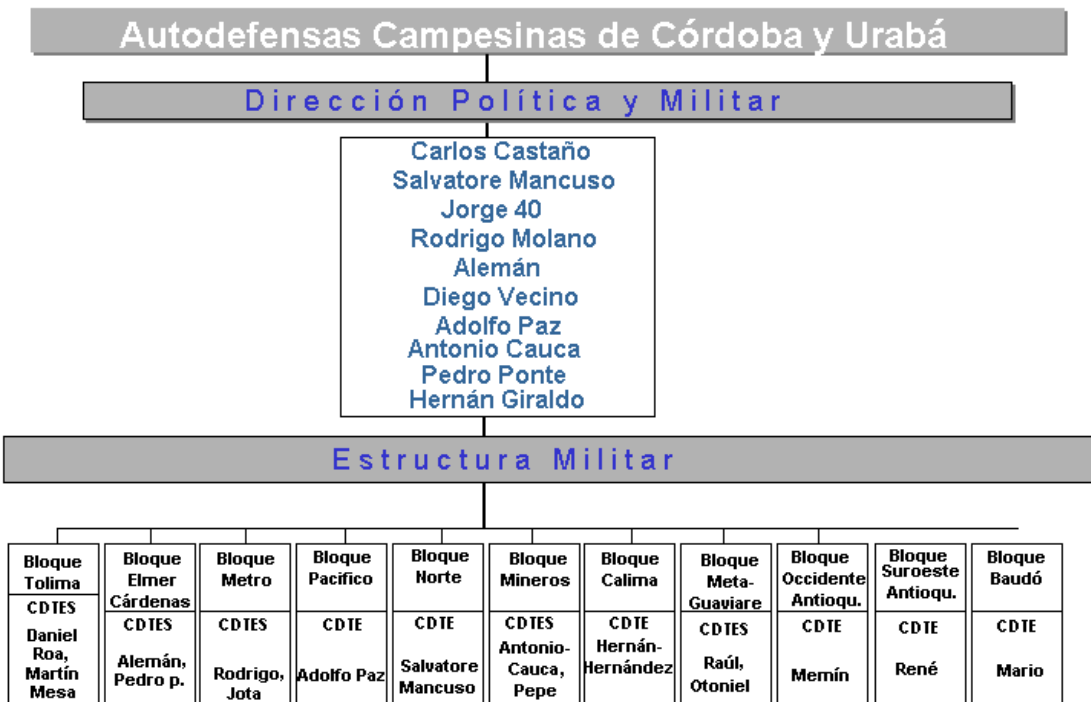 Autodefensas Campesinas de Córdoba y Urabá
Dirección Política y Militar
Carlos Castaño
Salvatore Mancuso
Jorge 40
Rodrigo Molano
Alemán
Diego Vecino
Adolfo Paz
Antonio Cauca
Pedro Ponte
Hernán Giraldo
Estructura Militar
Bloque
Tolima
CDTES
Daniel
Roa,
Martín
Mesa
Bloque
Elmer
Cárdenas
CDTES
Alemán,
Pedro p.
Bloque
Metro
CDTES
Rodrigo,
Jota
Bloque
Pacifico
CDTE
Adolfo Paz
Bloque
Norte
CDTE
Salvatore
Mancuso
Bloque
Mineros
CDTES
Antonio-
Cauca,
Pepe
Bloque
Calima
CDTE
Hernán-
Hernández
Bloque
Meta-
Guaviare
CDTES
Raúl,
Otoniel
Bloque
Occidente
Antioqu.
CDTE
Memín
Bloque
Suroeste
Antioqu.
CDTE
René
Bloque
Baudó
CDTE
Mario